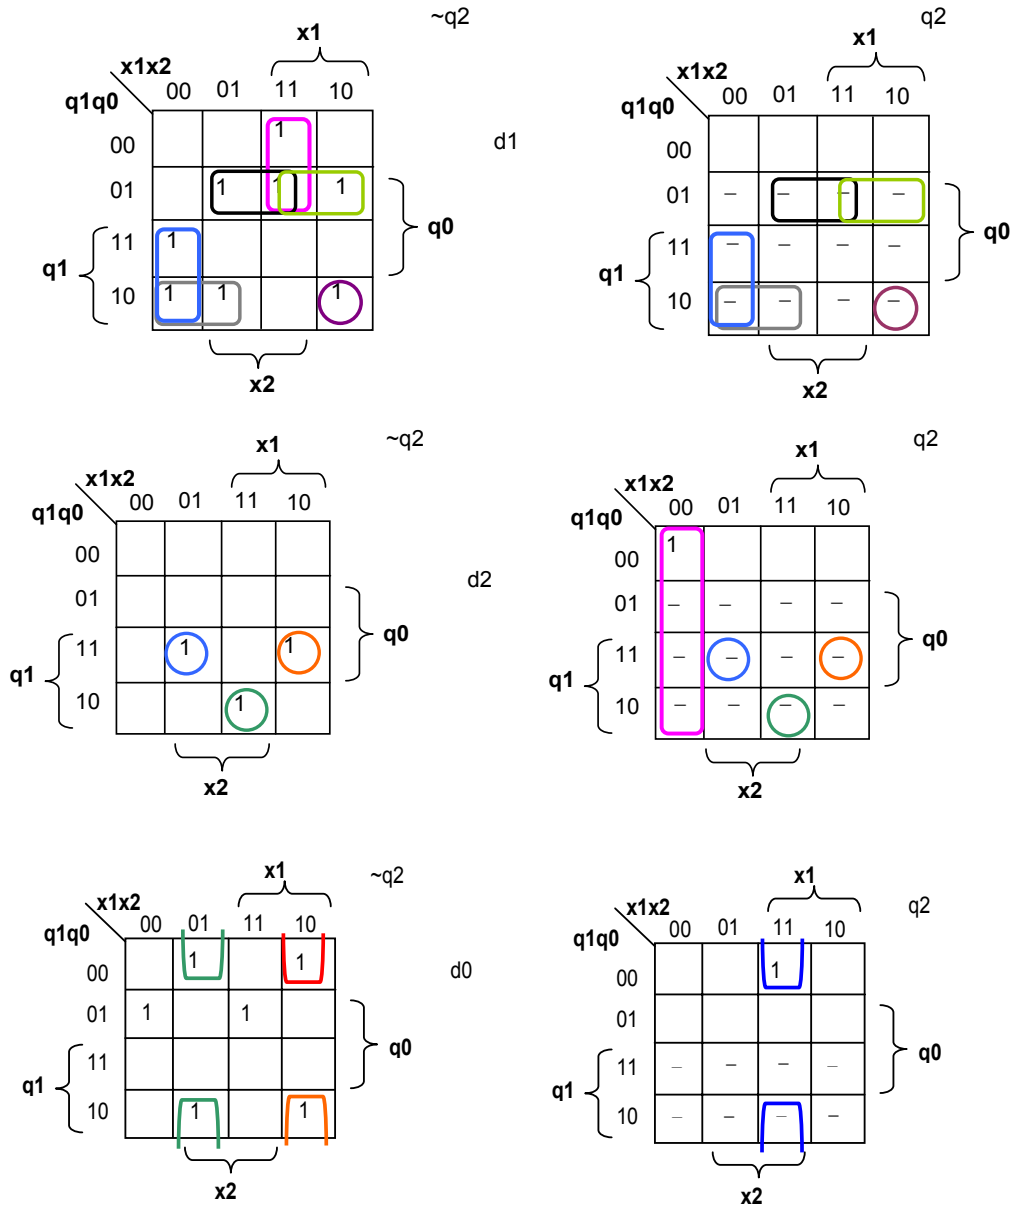 ~q2
x1
x1x2
q1q0
00 01 11 10
00 1
01 1 1 1
11 1
10 1 1 1
q0
q1
x2
d1
q2
x1
x1x2
q1q0
00 01 11 10
00
01 – – – –
11 – – – –
10 – – – –
q0
q1
x2
~q2
x1
x1x2
q1q0
00 01 11 10
00
01
11 1 1
10 1
q0
q1
x2
d2
q2
x1
x1x2
q1q0
00 01 11 10
00 1
01 – – – –
11 – – – –
10 – – – –
q0
q1
x2
~q2
x1
x1x2
q1q0
00 01 11 10
00 1 1
01 1 1
11
10 1 1
q0
q1
x2
d0
q2
x1
x1x2
q1q0
00 01 11 10
00 1
01
11 – – – –
10 – – – –
q0
q1
x2